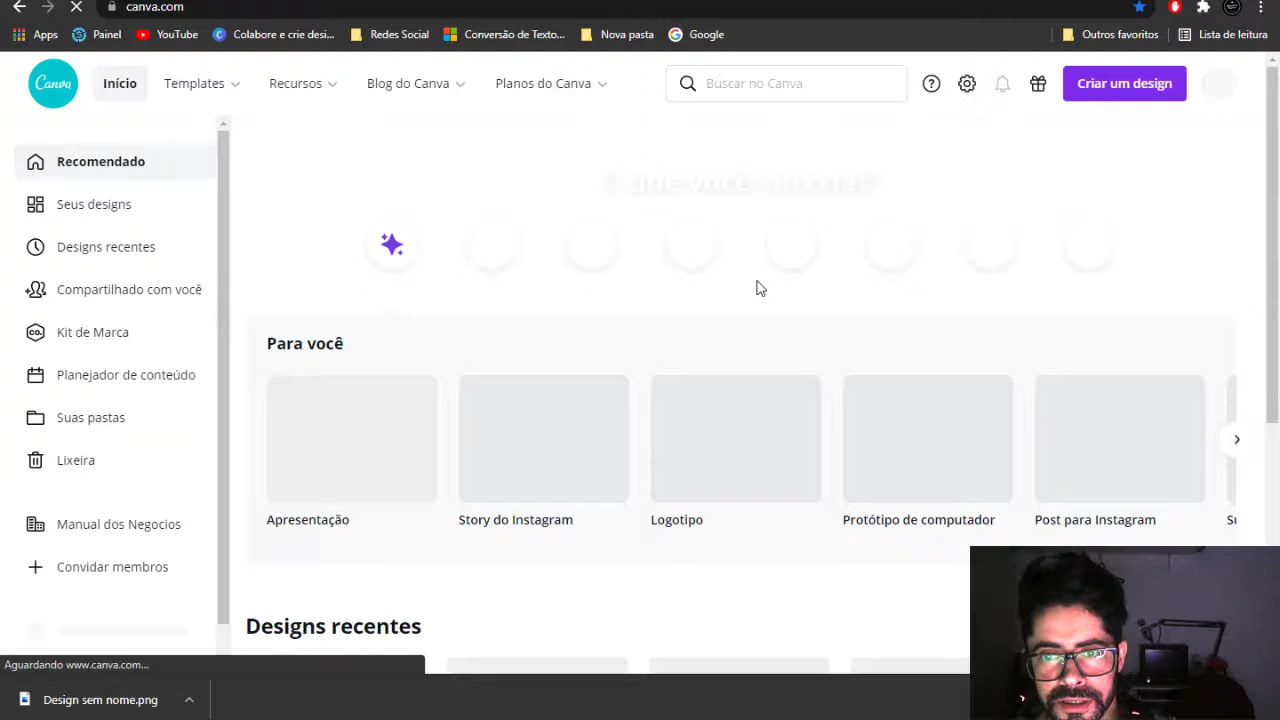 canva.com
Apps Painel YouTube Colabore e crie desi... Redes Social Conversão de Texto... Nova pasta Google Outros favoritos Lista de leitura
Canva Início Templates Recursos Blog do Canva Planos do Canva Buscar no Canva Criar um design
Recomendado
Seus designs
Designs recentes
Compartilhado com você
CO. Kit de Marca
Planejador de conteúdo
Suas pastas
Lixeira
Manual dos Negocios
Convidar membros
Para você
Apresentação Story do Instagram Logotipo Protótipo de computador Post para Instagram
Designs recentes
Aguardando www.canva.com...
Design sem nome.png